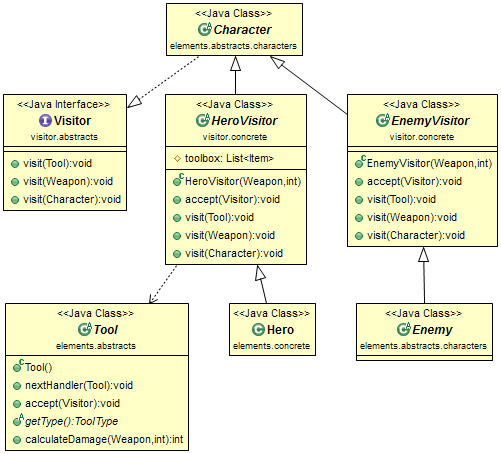 <<Java Class>>
Character
elements.abstracts.characters
<<Java Interface>>
Visitor
visitor.abstracts
visit(Tool):void
visit(Weapon):void
visit(Character):void
<<Java Class>>
HeroVisitor
visitor.concrete
toolbox: List<Item>
HeroVisitor(Weapon,int)
accept(Visitor):void
visit(Tool):void
visit(Weapon):void
visit(Character):void
<<Java Class>>
EnemyVisitor
visitor.concrete
EnemyVisitor(Weapon,int)
accept(Visitor):void
visit(Tool):void
visit(Weapon):void
visit(Character):void
<<Java Class>>
Tool
elements.abstracts
Tool()
nextHandler(Tool):void
accept(Visitor):void
getType():ToolType
calculateDamage(Weapon,int):int
<<Java Class>>
Hero
elements.concrete
<<Java Class>>
Enemy
elements.abstracts.characters